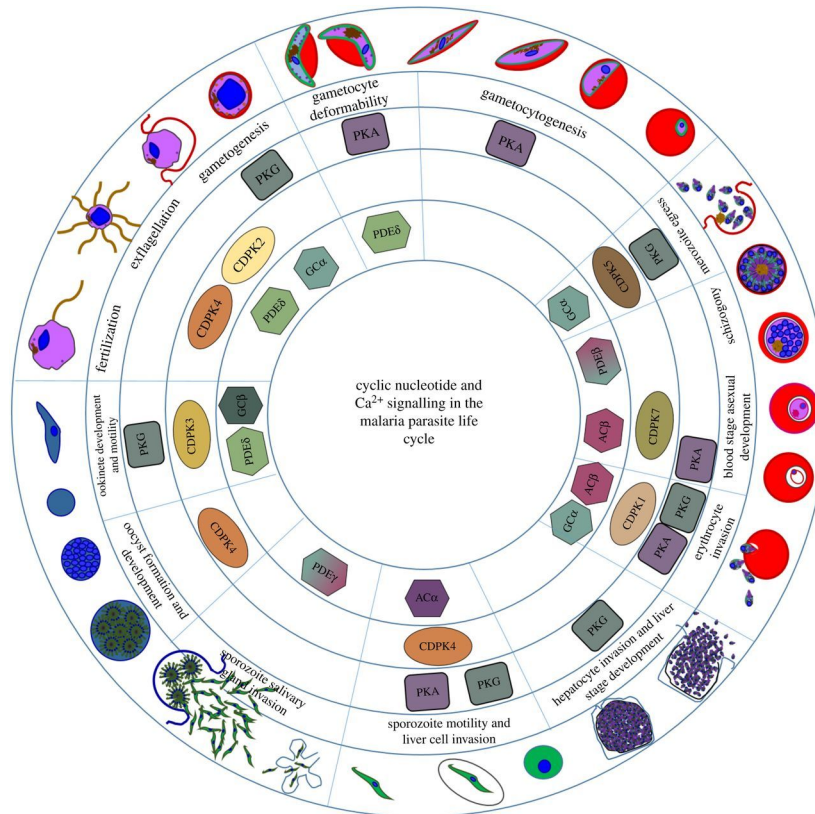 gametocyte
deformability
gametocytogenesis
merozoite egress
schizogony
blood stage asexual
development
erythrocyte
invasion
hepatocyte invasion and liver
stage development
sporozoite motility and
liver cell invasion
sporozoite salivary
gland invasion
oocyst formation and
development
ookinete development
and motility
fertilization
exflagellation
gametogenesis
PKA
PKA
PKG
PKG
CDPK5
GCα
CDPK2
CDPK4
PDEδ
GCα
PDEδ
PDEβ
ACβ
CDPK7
PKA
ACβ
GCα
CDPK1
PKG
PKA
PKG
ACα
CDPK4
PKA
PKG
PDEγ
CDPK4
PKG
CDPK3
GCβ
PDEδ
cyclic nucleotide and
Ca²⁺ signalling in the
malaria parasite life
cycle